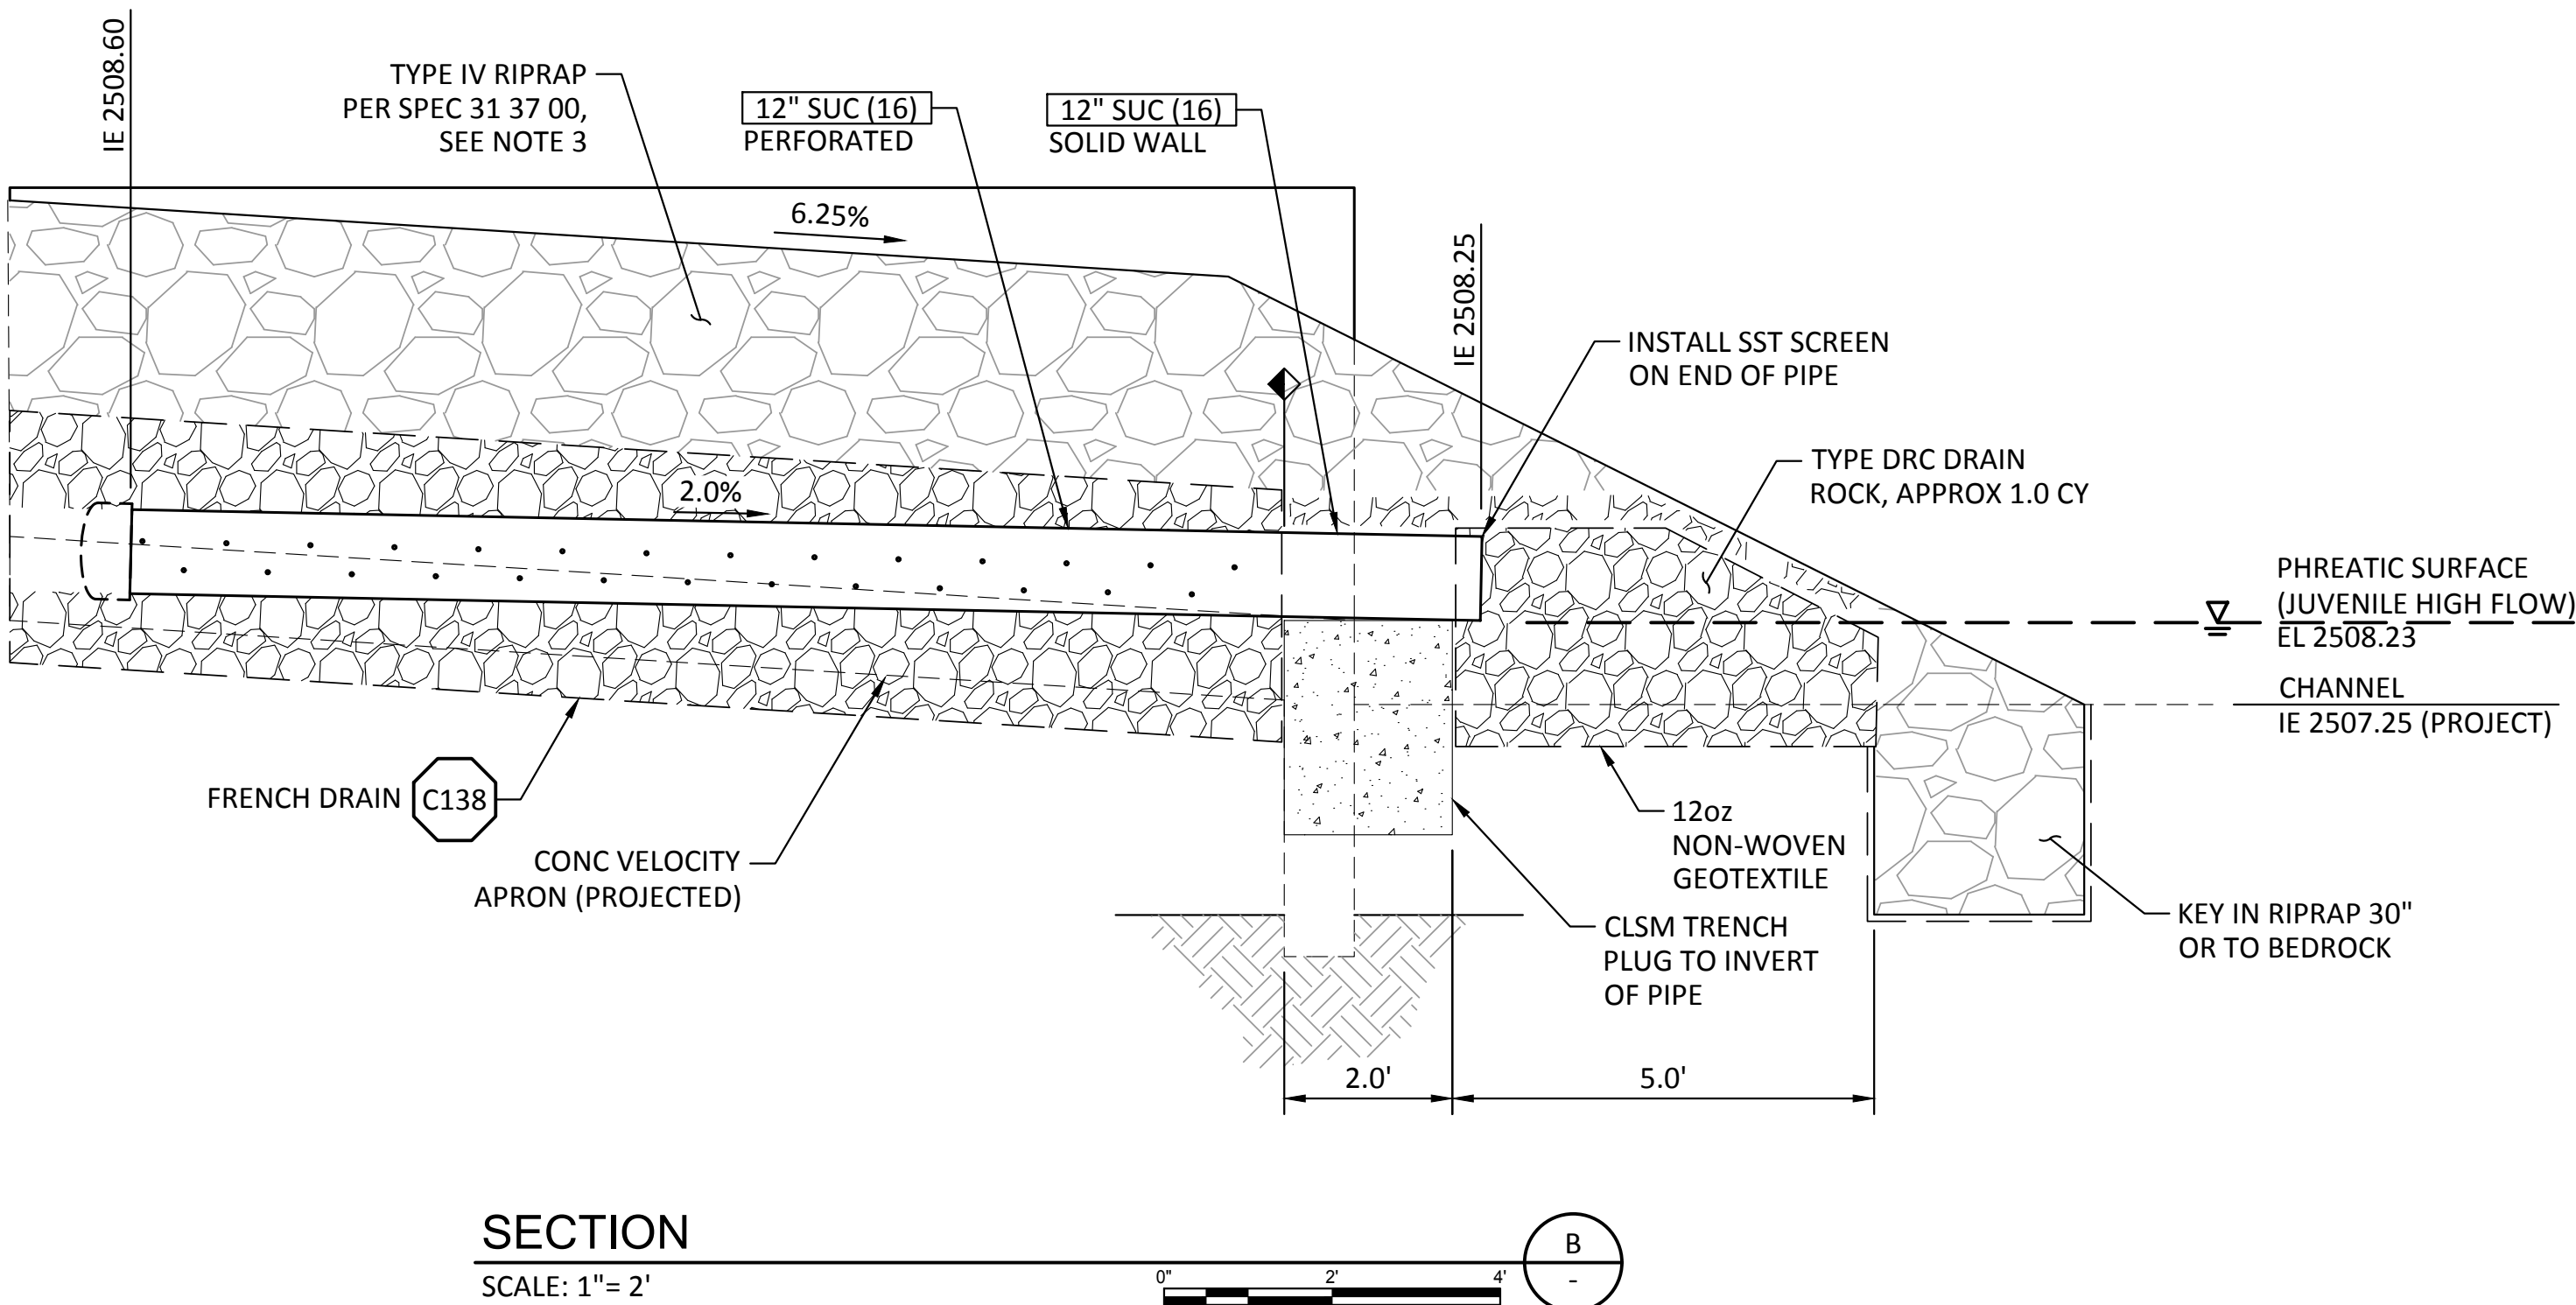 IE 2508.60
TYPE IV RIPRAP
PER SPEC 31 37 00,
SEE NOTE 3
12" SUC (16)
PERFORATED
12" SUC (16)
SOLID WALL
6.25%
IE 2508.25
INSTALL SST SCREEN
ON END OF PIPE
TYPE DRC DRAIN
ROCK, APPROX 1.0 CY
2.0%
PHREATIC SURFACE
(JUVENILE HIGH FLOW)
EL 2508.23
CHANNEL
IE 2507.25 (PROJECT)
FRENCH DRAIN C138
CONC VELOCITY
APRON (PROJECTED)
12oz
NON-WOVEN
GEOTEXTILE
CLSM TRENCH
PLUG TO INVERT
OF PIPE
KEY IN RIPRAP 30"
OR TO BEDROCK
2.0'
5.0'
SECTION
B
-
SCALE: 1"= 2'
0" 2' 4'